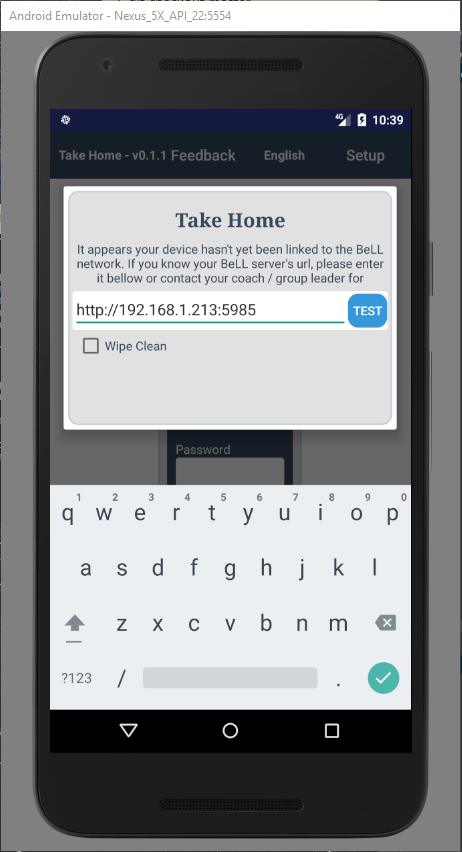 Android Emulator - Nexus_5X_API_22:5554
4G 10:39
Take Home - v0.1.1 Feedback English Setup
Take Home
It appears your device hasn't yet been linked to the BeLL
network. If you know your BeLL server's url, please enter
it bellow or contact your coach / group leader for
http://192.168.1.213:5985 TEST
Wipe Clean
Password
1 2 3 4 5 6 7 8 9 0
q w e r t y u i o p
a s d f g h j k l
z x c v b n m
?123 / .